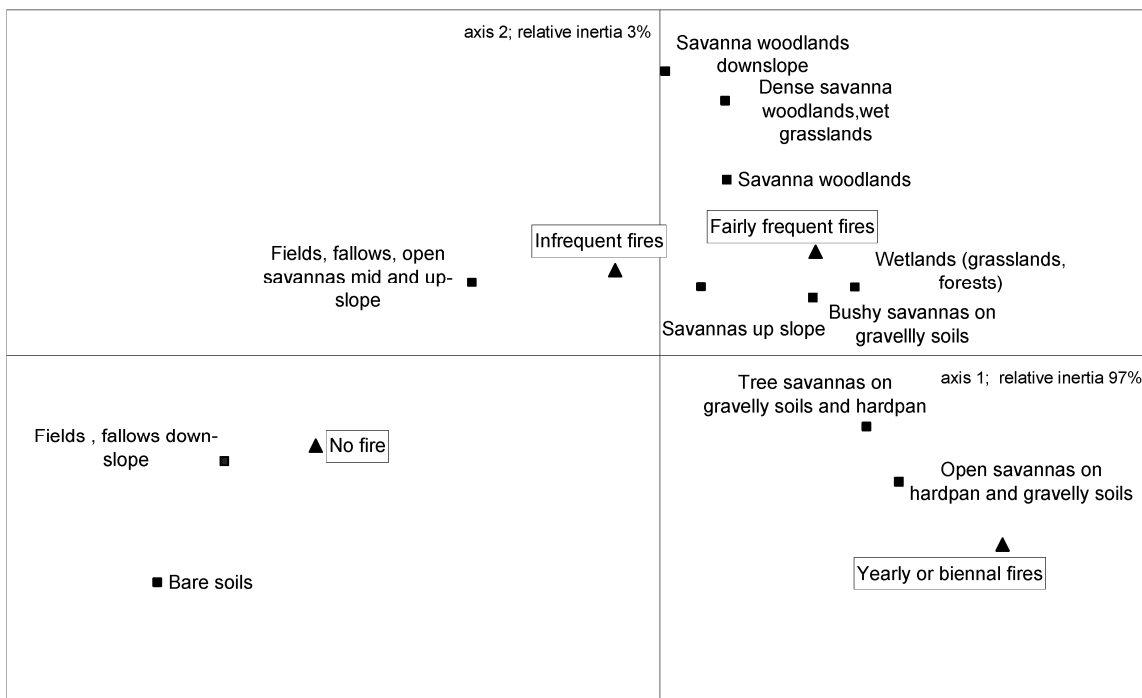 axis 2; relative inertia 3%
Savanna woodlands
downslope
Dense savanna
woodlands,wet
grasslands
Savanna woodlands
Fairly frequent fires
Infrequent fires
Fields, fallows, open
savannas mid and up-
slope
Wetlands (grasslands,
forests)
Bushy savannas on
gravellly soils
Savannas up slope
axis 1;  relative inertia 97%
Tree savannas on
gravelly soils and hardpan
Fields , fallows down-
slope
No fire
Open savannas on
hardpan and gravelly soils
Yearly or biennal fires
Bare soils